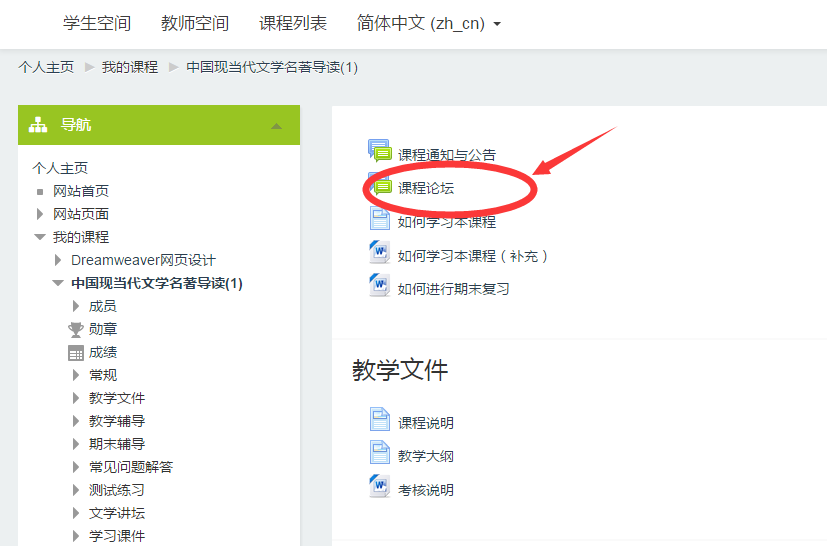 学生空间 教师空间 课程列表 简体中文 (zh_cn)
个人主页 我的课程 中国现当代文学名著导读(1)
导航
个人主页
网站首页
网站页面
我的课程
Dreamweaver网页设计
中国现当代文学名著导读(1)
成员
勋章
成绩
常规
教学文件
教学辅导
期末辅导
常见问题解答
测试练习
文学讲坛
学习课件
课程通知与公告
课程论坛
如何学习本课程
如何学习本课程（补充）
如何进行期末复习
教学文件
课程说明
教学大纲
考核说明